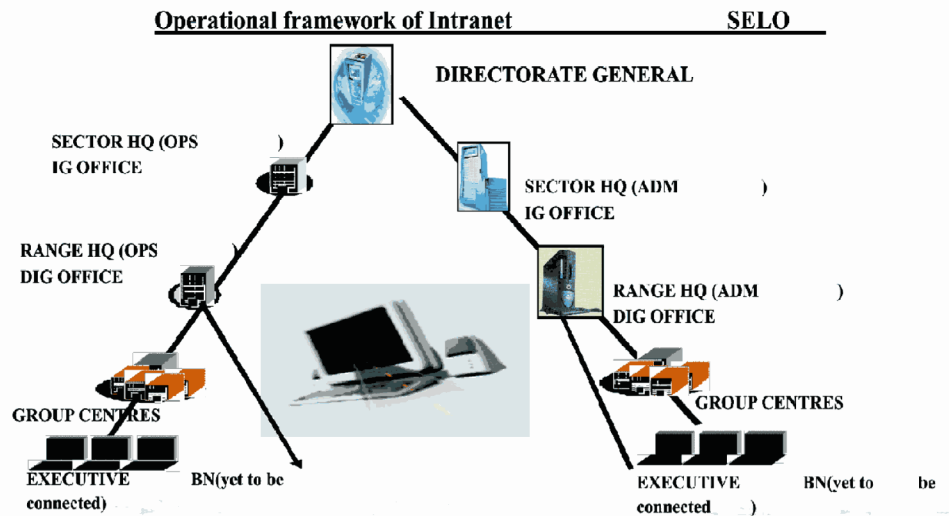 Operational framework of Intranet SELO
DIRECTORATE GENERAL
SECTOR HQ (OPS )
IG OFFICE
SECTOR HQ (ADM )
IG OFFICE
RANGE HQ (OPS )
DIG OFFICE
RANGE HQ (ADM )
DIG OFFICE
GROUP CENTRES
GROUP CENTRES
EXECUTIVE BN(yet to be
connected)
EXECUTIVE BN(yet to be
connected )